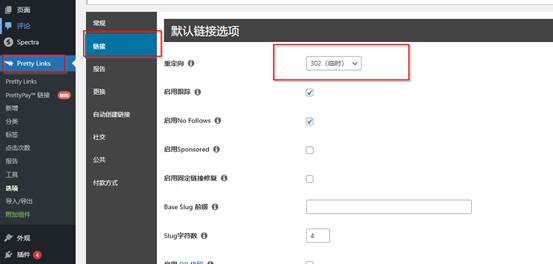 页面
评论
Spectra
Pretty Links
Pretty Links
PrettyPay™ 链接
新增
分类
标签
点选次数
报告
工具
选项
导入/导出
附加组件
外观
插件 4
常规
链接
报告
更换
自动创建链接
社交
公共
付款方式
默认链接选项
重定向
302（临时）
启用跟踪
启用No Follows
启用Sponsored
启用固定链接修复
Base Slug 前缀
Slug字符数
4